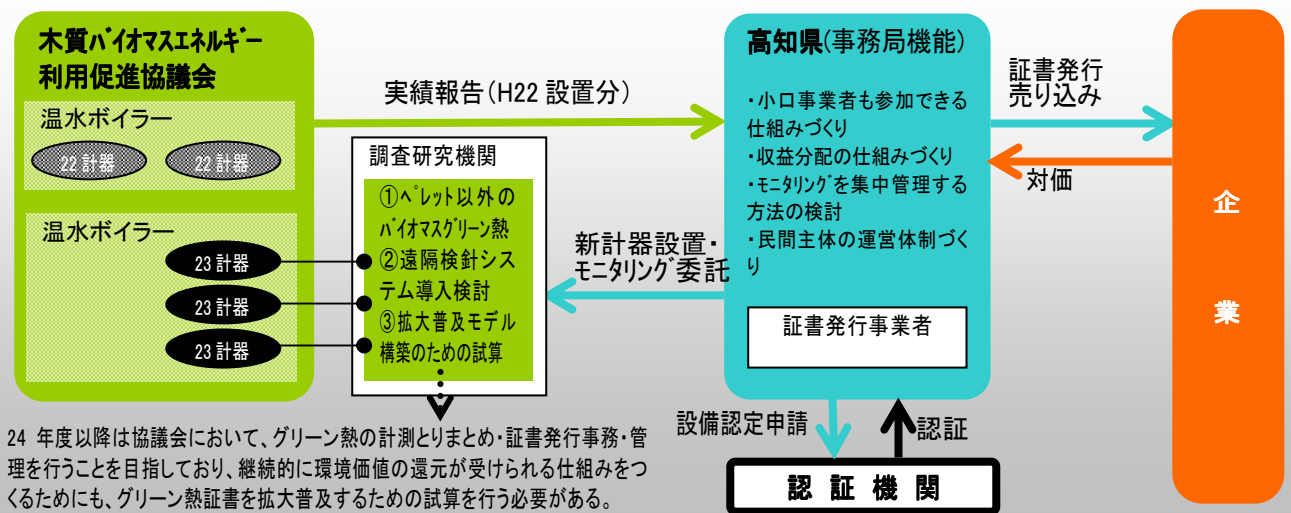 木質バイオマスエネルギー
利用促進協議会
温水ボイラー
22計器 22計器
温水ボイラー
23計器
23計器
23計器
実績報告(H22設置分)
調査研究機関
①ペレット以外の
バイオマスグリーン熱
②遠隔検針シス
テム導入検討
③拡大普及モデル
構築のための試算
新計器設置・
モニタリング委託
高知県(事務局機能)
・小口事業者も参加できる
仕組みづくり
・収益分配の仕組みづくり
・モニタリングを集中管理する
方法の検討
・民間主体の運営体制づく
り
証書発行事業者
証書発行
売り込み
対価
企
業
設備認定申請
認証
認証機関
24 年度以降は協議会において、グリーン熱の計測とりまとめ・証書発行事務・管
理を行うことを目指しており、継続的に環境価値の還元が受けられる仕組みをつ
くるためにも、グリーン熱証書を拡大普及するための試算を行う必要がある。